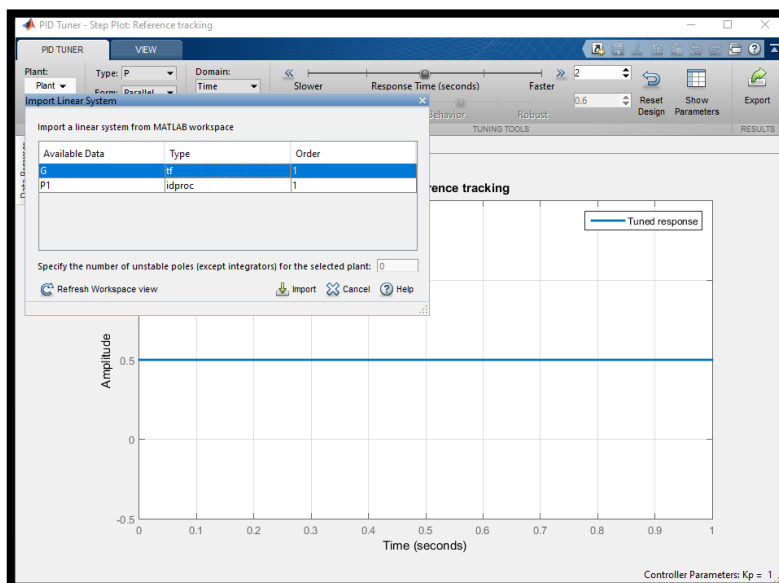 PID Tuner - Step Plot: Reference tracking
PID TUNER VIEW
Plant: Type: P Domain: 2
Plant Form: Parallel Time Slower Response Time (seconds) Faster
0.6 Reset Design Show Parameters Export
Behavior Robust
TUNING TOOLS RESULTS
Import Linear System
Import a linear system from MATLAB workspace
Available Data Type Order
G tf 1
P1 idproc 1
Specify the number of unstable poles (except integrators) for the selected plant: 0
Refresh Workspace view Import Cancel Help
erence tracking
Tuned response
Amplitude
0.5
0
-0.5
0 0.1 0.2 0.3 0.4 0.5 0.6 0.7 0.8 0.9 1
Time (seconds)
Controller Parameters: Kp = 1